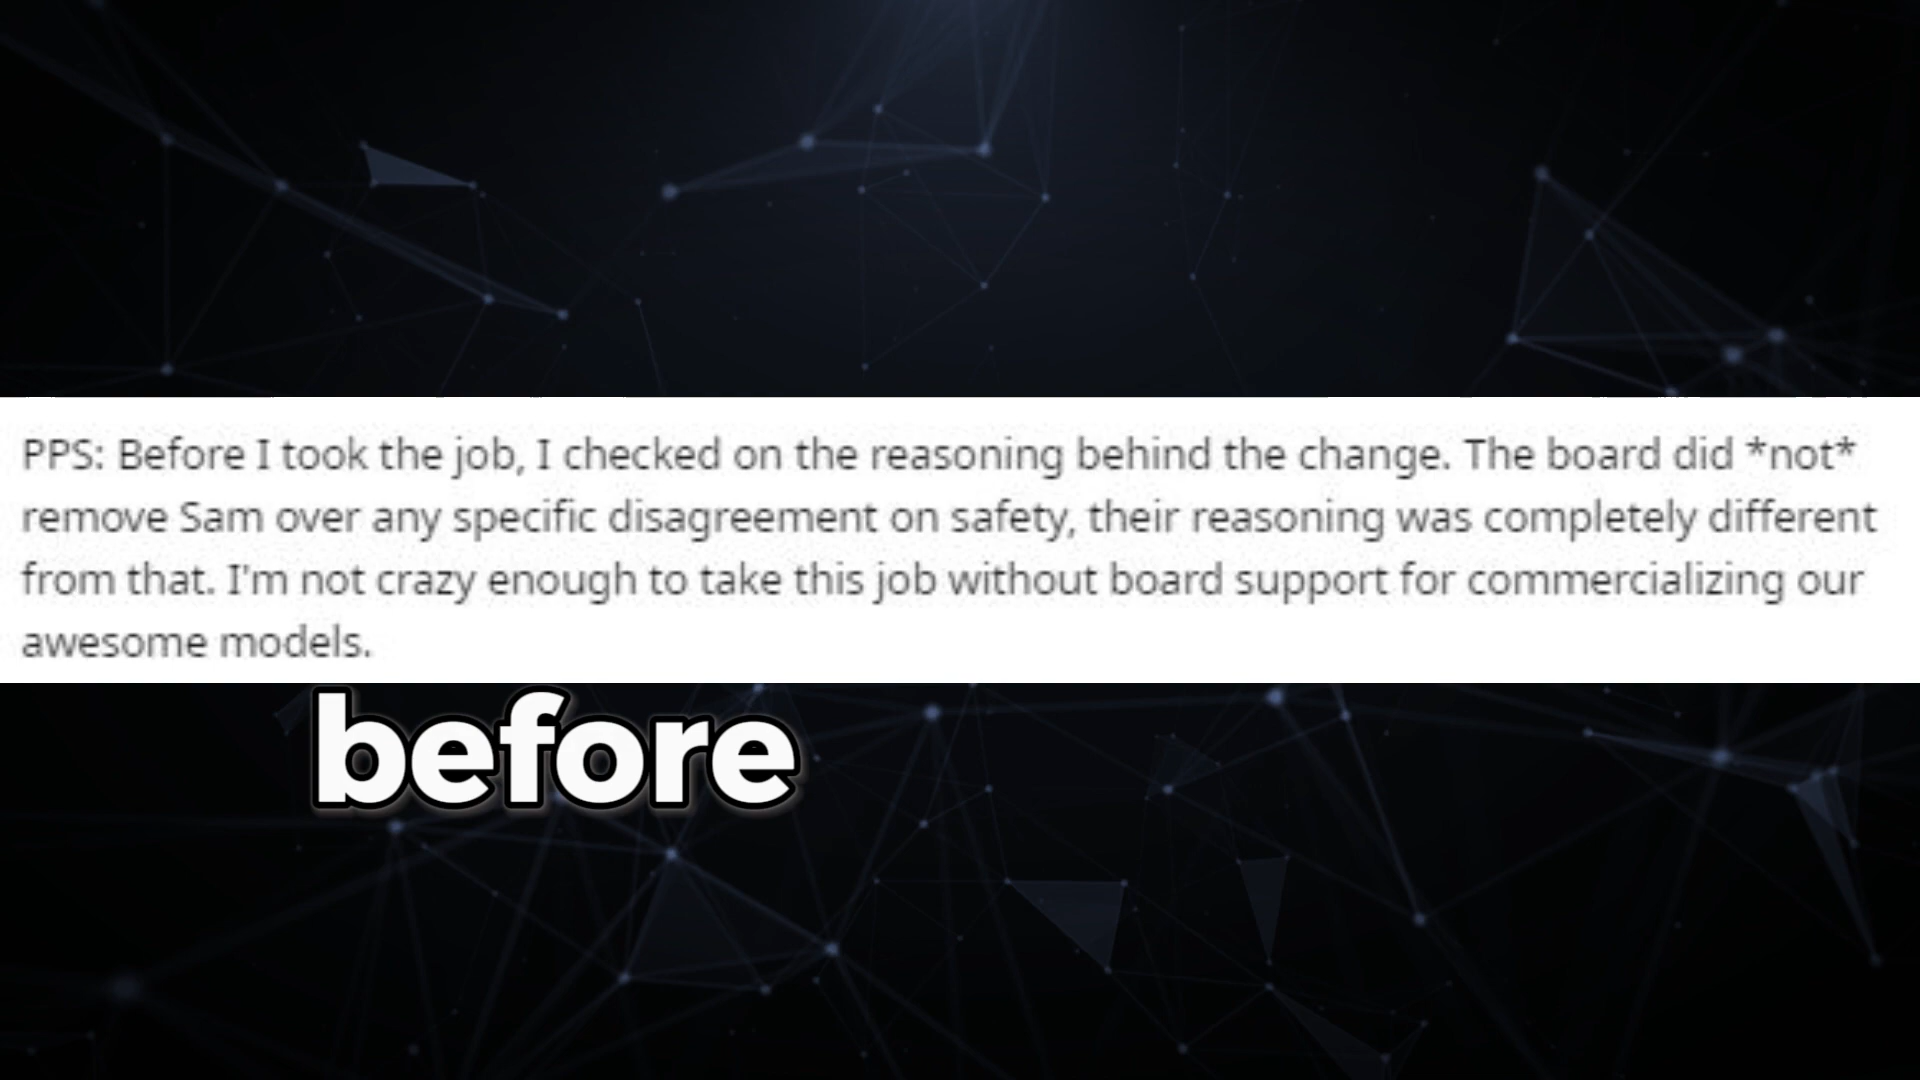 PPS: Before I took the job, I checked on the reasoning behind the change. The board did *not*
remove Sam over any specific disagreement on safety, their reasoning was completely different
from that. I'm not crazy enough to take this job without board support for commercializing our
awesome models.
before